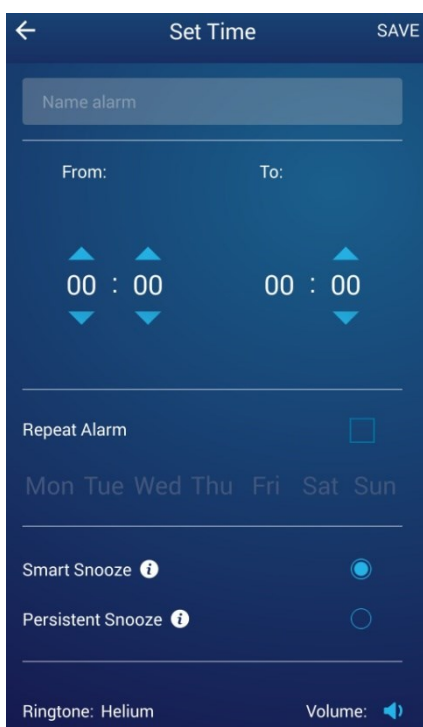 Set Time SAVE
Name alarm
From: To:
00 : 00 00 : 00
Repeat Alarm
Mon Tue Wed Thu Fri Sat Sun
Smart Snooze i
Persistent Snooze i
Ringtone: Helium Volume: